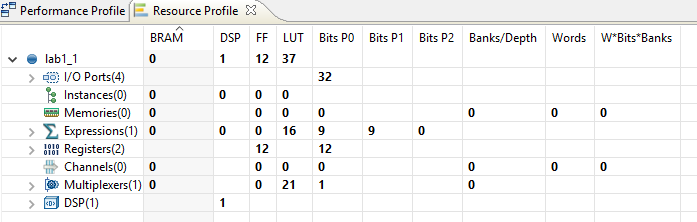 Performance Profile Resource Profile
BRAM DSP FF LUT Bits P0 Bits P1 Bits P2 Banks/Depth Words W*Bits*Banks
lab1_1 0 1 12 37
I/O Ports(4) 32
Instances(0) 0 0 0 0
Memories(0) 0 0 0 0 0 0 0
Expressions(1) 0 0 0 16 9 9 0
Registers(2) 12 12
Channels(0) 0 0 0 0 0 0 0
Multiplexers(1) 0 0 21 1 0
DSP(1) 1